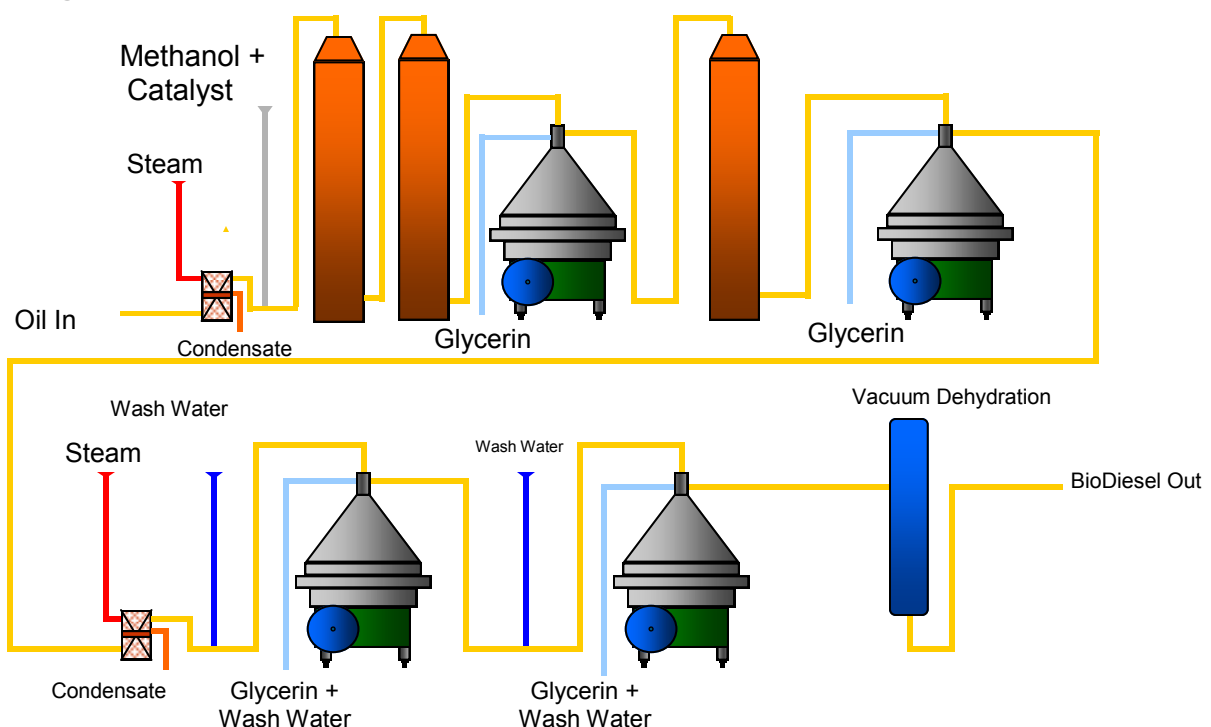 Methanol +
Catalyst
Steam
Oil In
Condensate
Glycerin
Glycerin
Wash Water
Steam
Wash Water
Vacuum Dehydration
BioDiesel Out
Condensate
Glycerin +
Wash Water
Glycerin +
Wash Water